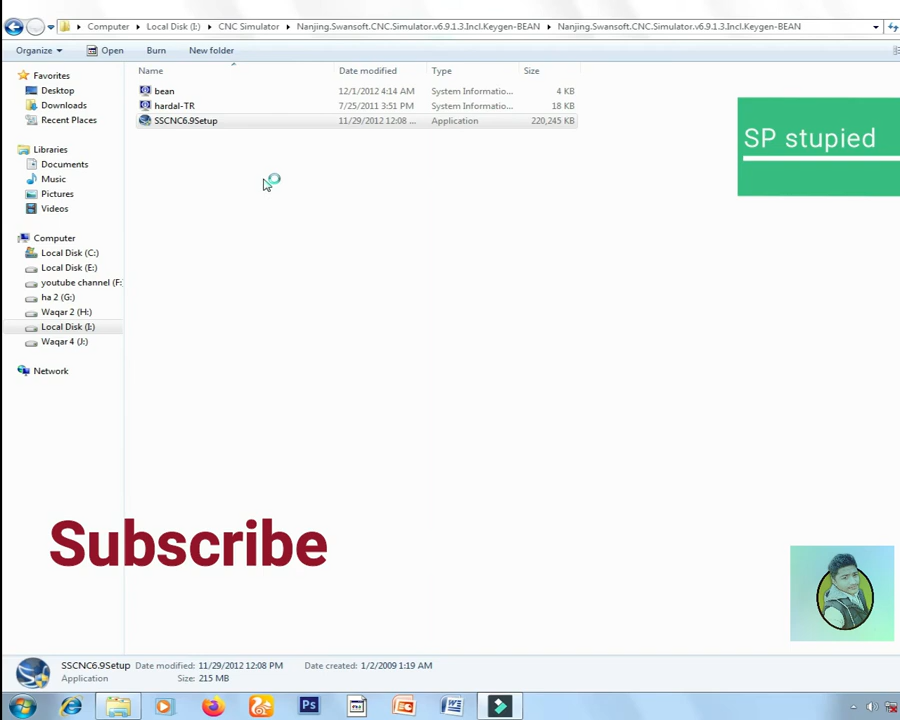 Computer Local Disk (I:) CNC Simulator Nanjing.Swansoft.CNC.Simulator.v6.9.1.3.Incl.Keygen-BEAN Nanjing.Swansoft.CNC.Simulator.v6.9.1.3.Incl.Keygen-BEAN
Organize Open Burn New folder
Name Date modified Type Size
bean 12/1/2012 4:14 AM System Informatio... 4 KB
hardal-TR 7/25/2011 3:51 PM System Informatio... 18 KB
SSCNC6.9Setup 11/29/2012 12:08 ... Application 220,245 KB
Favorites
Desktop
Downloads
Recent Places
Libraries
Documents
Music
Pictures
Videos
Computer
Local Disk (C:)
Local Disk (E:)
youtube channel (F:
ha 2 (G:)
Waqar 2 (H:)
Local Disk (I:)
Waqar 4 (J:)
Network
SP stupied
Subscribe
SSCNC6.9Setup Date modified: 11/29/2012 12:08 PM Date created: 1/2/2009 1:19 AM
Application Size: 215 MB
Ps